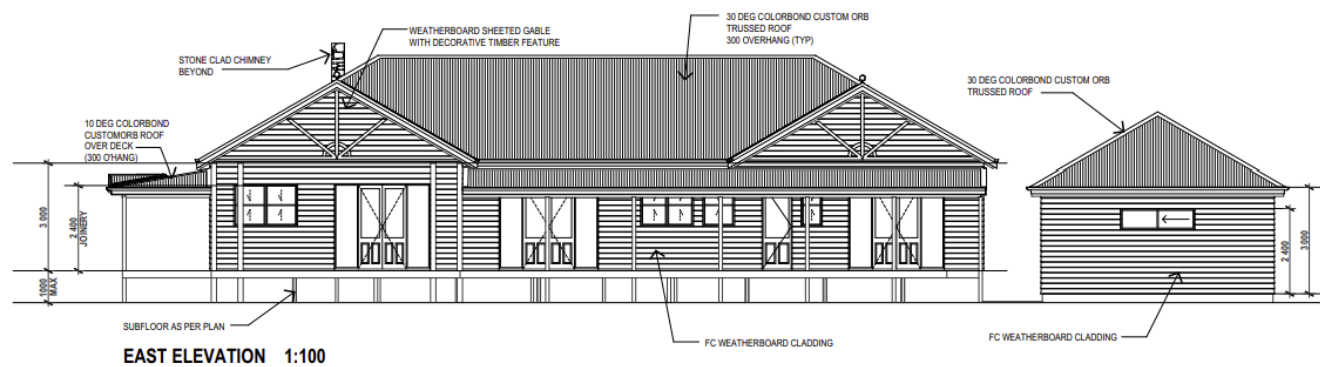 30 DEG COLORBOND CUSTOM ORB
TRUSSED ROOF
300 OVERHANG (TYP)
WEATHERBOARD SHEETED GABLE
WITH DECORATIVE TIMBER FEATURE
STONE CLAD CHIMNEY
BEYOND
30 DEG COLORBOND CUSTOM ORB
TRUSSED ROOF
10 DEG COLORBOND
CUSTOMORB ROOF
OVER DECK
(300 O'HANG)
3 000
2 400
JOINERY
1000
MAX
2 400
3 000
SUBFLOOR AS PER PLAN
FC WEATHERBOARD CLADDING
FC WEATHERBOARD CLADDING
EAST ELEVATION 1:100